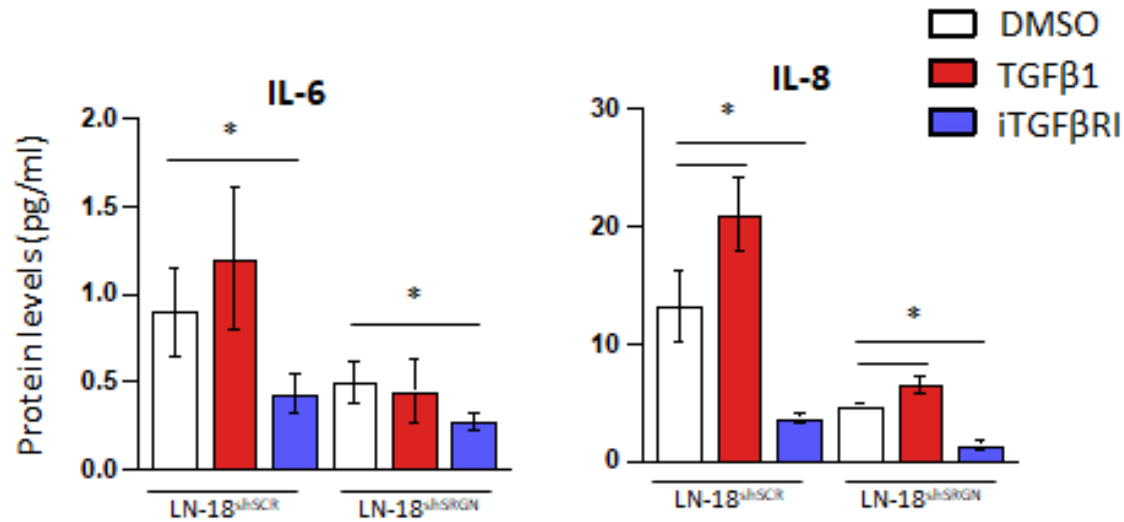 DMSO
TGFβ1
iTGFβRI
IL-6
IL-8
Protein levels (pg/ml)
2.0
1.5
1.0
0.5
0.0
*
*
LN-18shSCR
LN-18shSRGN
30
20
10
0
*
*
LN-18shSCR
LN-18shSRGN